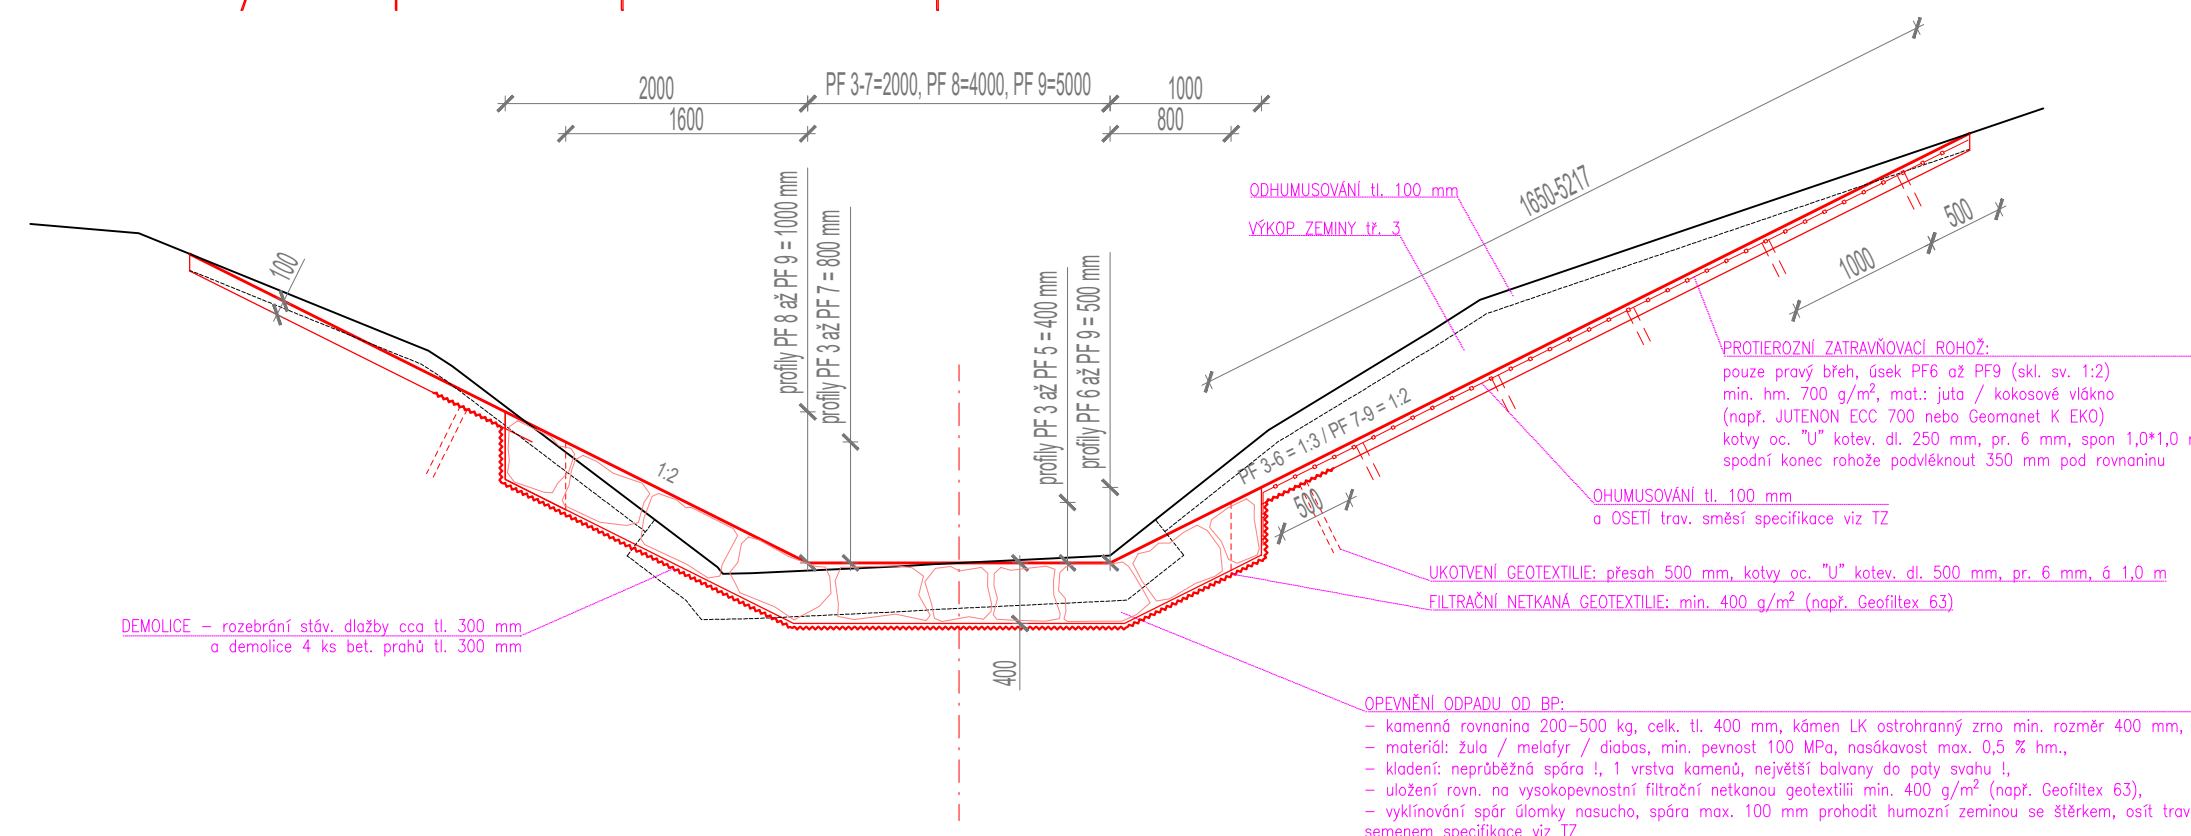 2000
PF 3-7=2000, PF 8=4000, PF 9=5000
1000
1600
800
profily PF 8 až PF 9 = 1000 mm
profily PF 3 až PF 7 = 800 mm
profily PF 3 až PF 5 = 400 mm
profily PF 6 až PF 9 = 500 mm
1650-5217
ODHUMUSOVÁNÍ tl. 100 mm
VÝKOP ZEMINY tř. 3
100
500
1000
1:2
PF 3-6 = 1:3 / PF 7-9 = 1:2
500
400
PROTIEROZNÍ ZATRAVŇOVACÍ ROHOŽ:
pouze pravý břeh, úsek PF6 až PF9 (skl. sv. 1:2)
min. hm. 700 g/m², mat.: juta / kokosové vlákno
(např. JUTENON ECC 700 nebo Geomanet K EKO)
kotvy oc. "U" kotev. dl. 250 mm, pr. 6 mm, spon 1,0*1,0
spodní konec rohože podvléknout 350 mm pod rovnaninu
OHUMUSOVÁNÍ tl. 100 mm
a OSETÍ trav. směsí specifikace viz TZ
UKOTVENÍ GEOTEXTILIE: přesah 500 mm, kotvy oc. "U" kotev. dl. 500 mm, pr. 6 mm, á 1,0 m
FILTRAČNÍ NETKANÁ GEOTEXTILIE: min. 400 g/m² (např. Geofiltex 63)
DEMOLICE – rozebrání stáv. dlažby cca tl. 300 mm
a demolice 4 ks bet. prahů tl. 300 mm
OPEVNĚNÍ ODPADU OD BP:
– kamenná rovnanina 200–500 kg, celk. tl. 400 mm, kámen LK ostrohranný zrno min. rozměr 400 mm,
– materiál: žula / melafyr / diabas, min. pevnost 100 MPa, nasákavost max. 0,5 % hm.,
– kladení: neprůběžná spára !, 1 vrstva kamenů, největší balvany do paty svahu !,
– uložení rovn. na vysokopevnostní filtrační netkanou geotextilii min. 400 g/m² (např. Geofiltex 63),
– vyklínování spár úlomky nasucho, spára max. 100 mm prohodit humozní zeminou se štěrkem, osít trav
semenem specifikace viz TZ